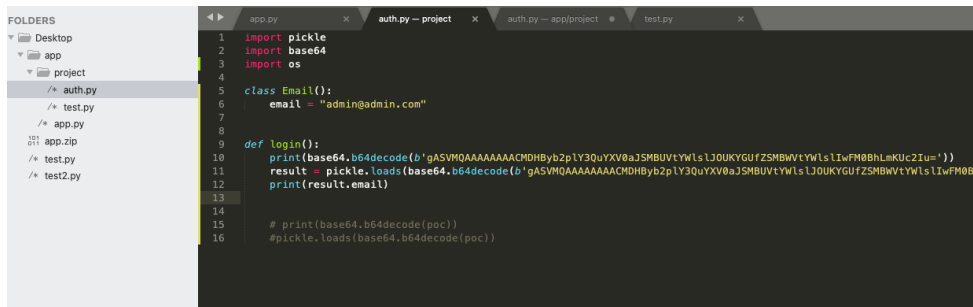 FOLDERS
Desktop
app
project
/* auth.py
/* test.py
/* app.py
app.zip
/* test.py
/* test2.py
app.py ×
auth.py — project ×
auth.py — app/project
test.py ×
1 import pickle
2 import base64
3 import os
4
5 class Email():
6 email = "admin@admin.com"
7
8
9 def login():
10 print(base64.b64decode(b'gASVMQAAAAAAAACMDHByb2plY3QuYXV0aJSMBUVtYWlslJOUKYGUfZSMBWVtYWlslIwFM0BhLmKUc2Iu='))
11 result = pickle.loads(base64.b64decode(b'gASVMQAAAAAAAACMDHByb2plY3QuYXV0aJSMBUVtYWlslJOUKYGUfZSMBWVtYWlslIwFM0B
12 print(result.email)
13
14
15 # print(base64.b64decode(poc))
16 #pickle.loads(base64.b64decode(poc))